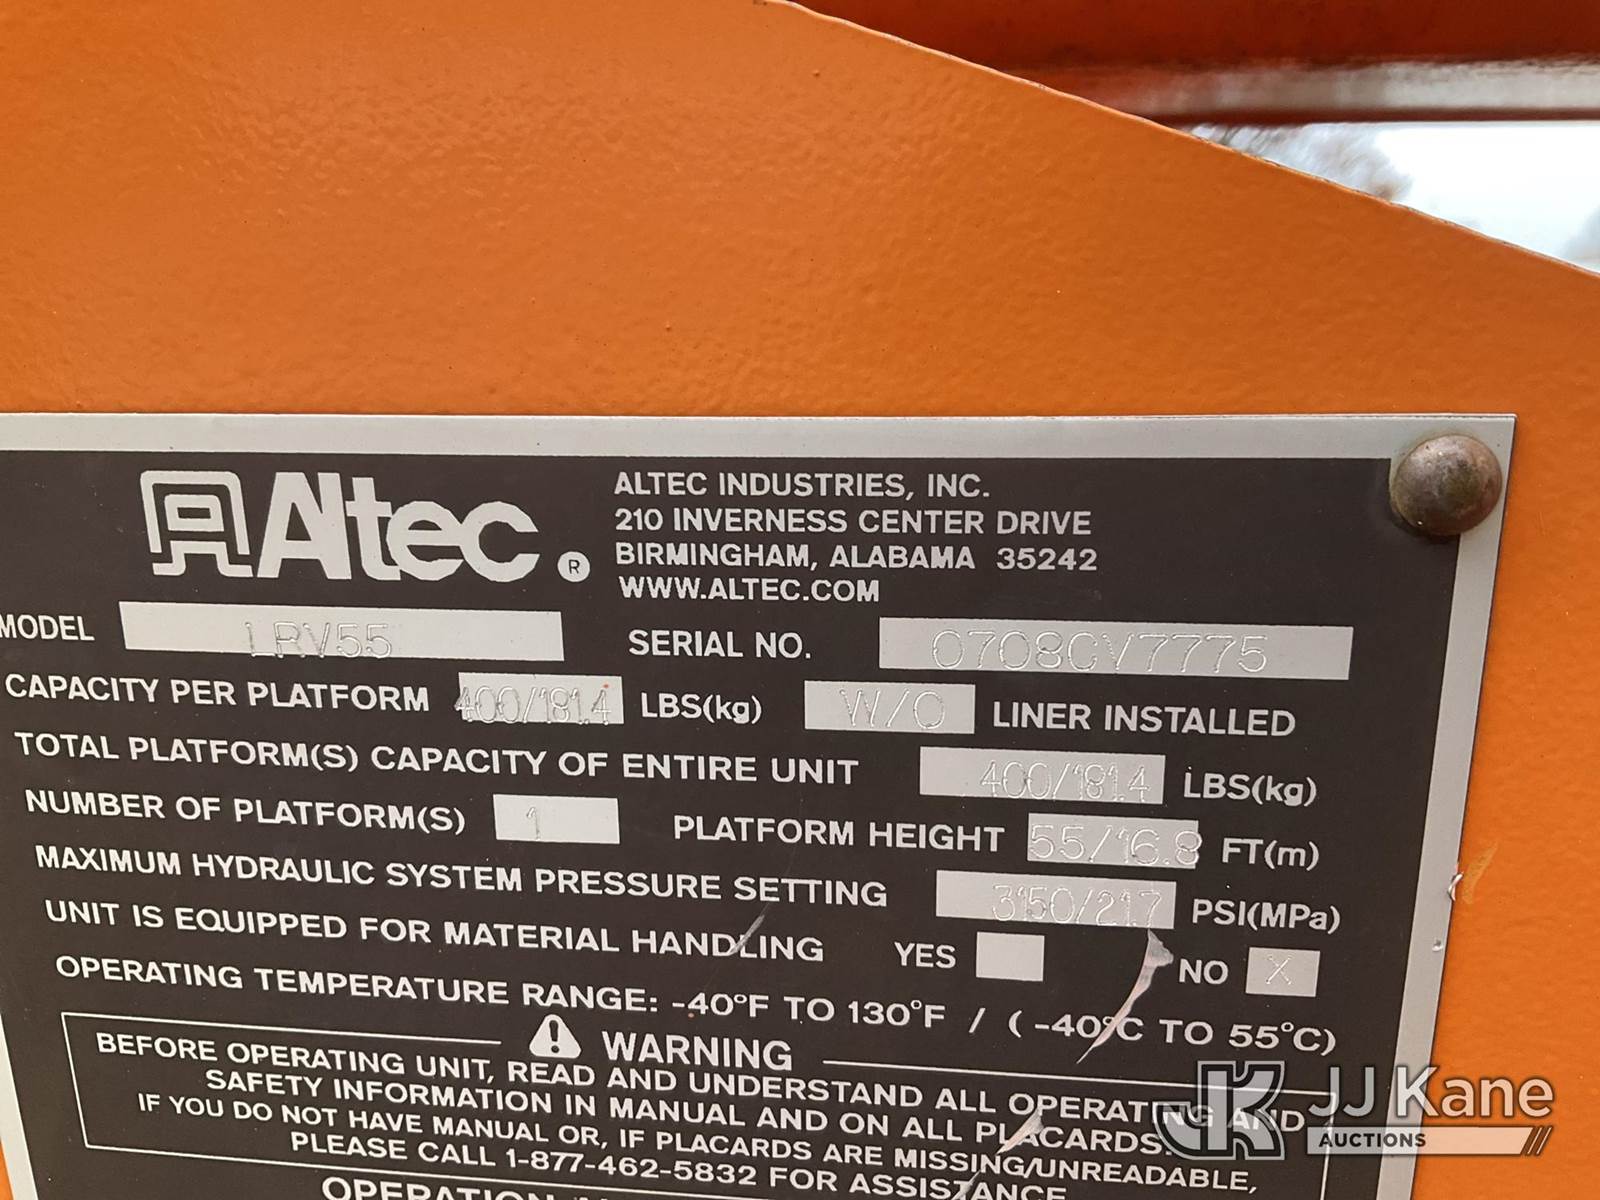 Altec ®
ALTEC INDUSTRIES, INC.
210 INVERNESS CENTER DRIVE
BIRMINGHAM, ALABAMA 35242
WWW.ALTEC.COM
MODEL LRV55 SERIAL NO. 0708CV7775
CAPACITY PER PLATFORM 400/181.4 LBS(kg) W/O LINER INSTALLED
TOTAL PLATFORM(S) CAPACITY OF ENTIRE UNIT 400/181.4 LBS(kg)
NUMBER OF PLATFORM(S) 1 PLATFORM HEIGHT 55/16.8 FT(m)
MAXIMUM HYDRAULIC SYSTEM PRESSURE SETTING 3150/21.7 PSI(MPa)
UNIT IS EQUIPPED FOR MATERIAL HANDLING YES NO X
OPERATING TEMPERATURE RANGE: -40°F TO 130°F / ( -40°C TO 55°C)
WARNING
BEFORE OPERATING UNIT, READ AND UNDERSTAND ALL OPERATING AND
SAFETY INFORMATION IN MANUAL AND ON ALL PLACARDS.
IF YOU DO NOT HAVE MANUAL OR, IF PLACARDS ARE MISSING/UNREADABLE,
PLEASE CALL 1-877-462-5832 FOR ASSISTANCE
OPERATION
JK JJ Kane
AUCTIONS